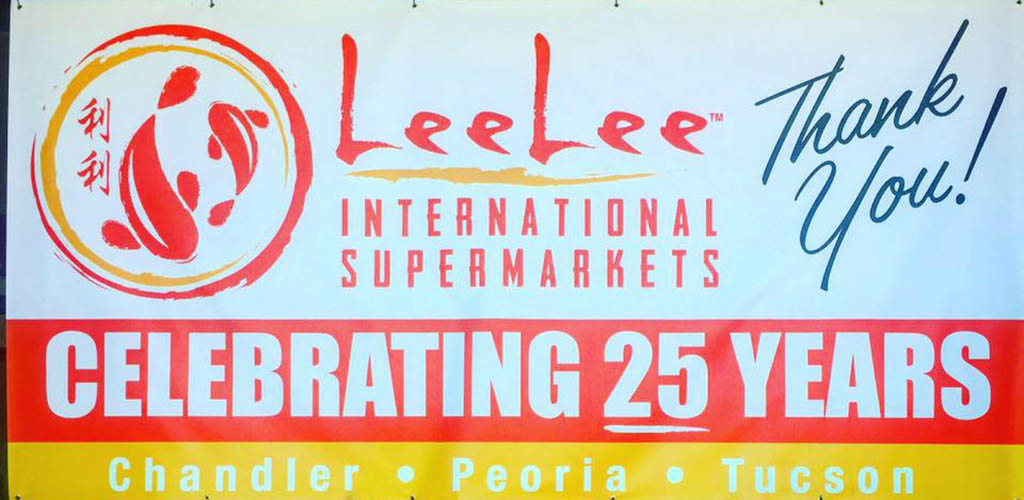 利利
LeeLee™
INTERNATIONAL
SUPERMARKETS
Thank
You!
CELEBRATING 25 YEARS
Chandler • Peoria • Tucson